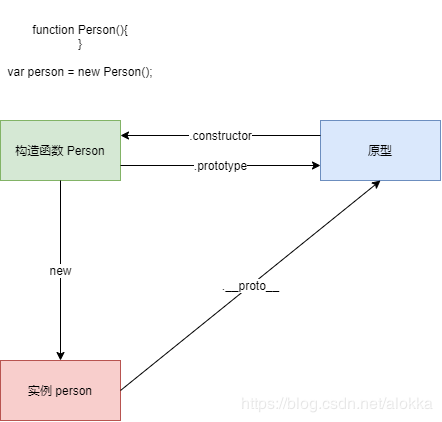 function Person(){
}
var person = new Person();
.constructor
构造函数 Person
原型
.prototype
new
.__proto__
实例 person
https://blog.csdn.net/alokka